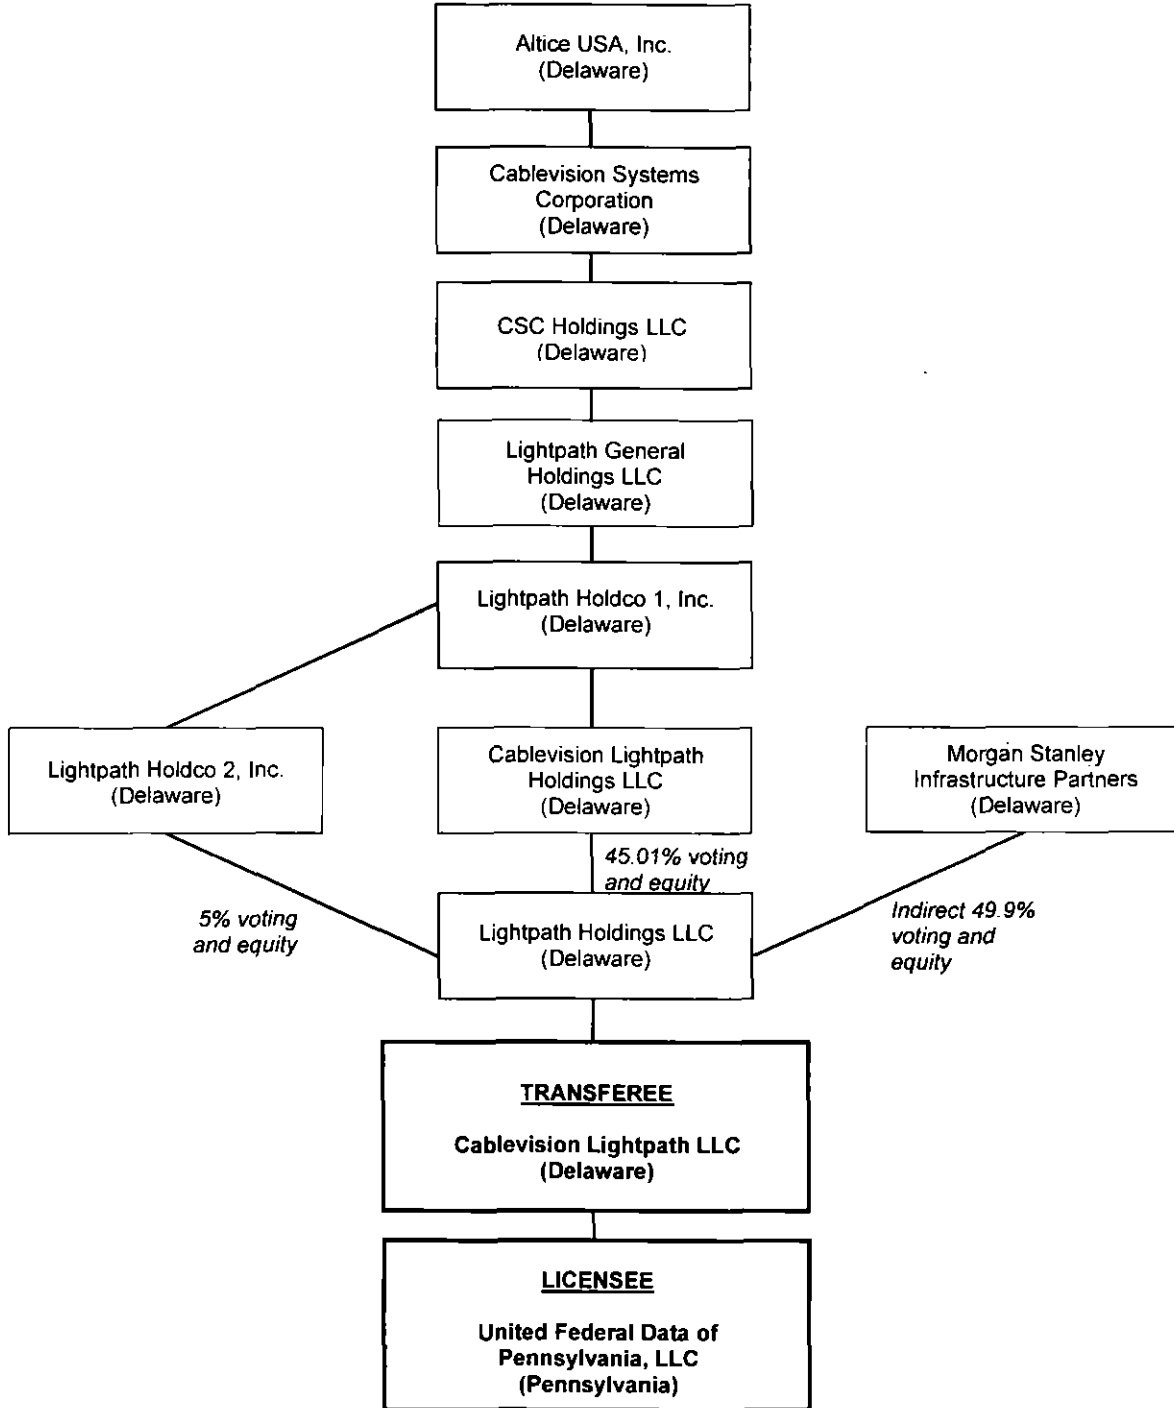 Altice USA, Inc.
(Delaware)
Cablevision Systems
Corporation
(Delaware)
CSC Holdings LLC
(Delaware)
Lightpath General
Holdings LLC
(Delaware)
Lightpath Holdco 1, Inc.
(Delaware)
Lightpath Holdco 2, Inc.
(Delaware)
Cablevision Lightpath
Holdings LLC
(Delaware)
Morgan Stanley
Infrastructure Partners
(Delaware)
45.01% voting
and equity
5% voting
and equity
Indirect 49.9%
voting and
equity
Lightpath Holdings LLC
(Delaware)
TRANSFEREE
Cablevision Lightpath LLC
(Delaware)
LICENSEE
United Federal Data of
Pennsylvania, LLC
(Pennsylvania)